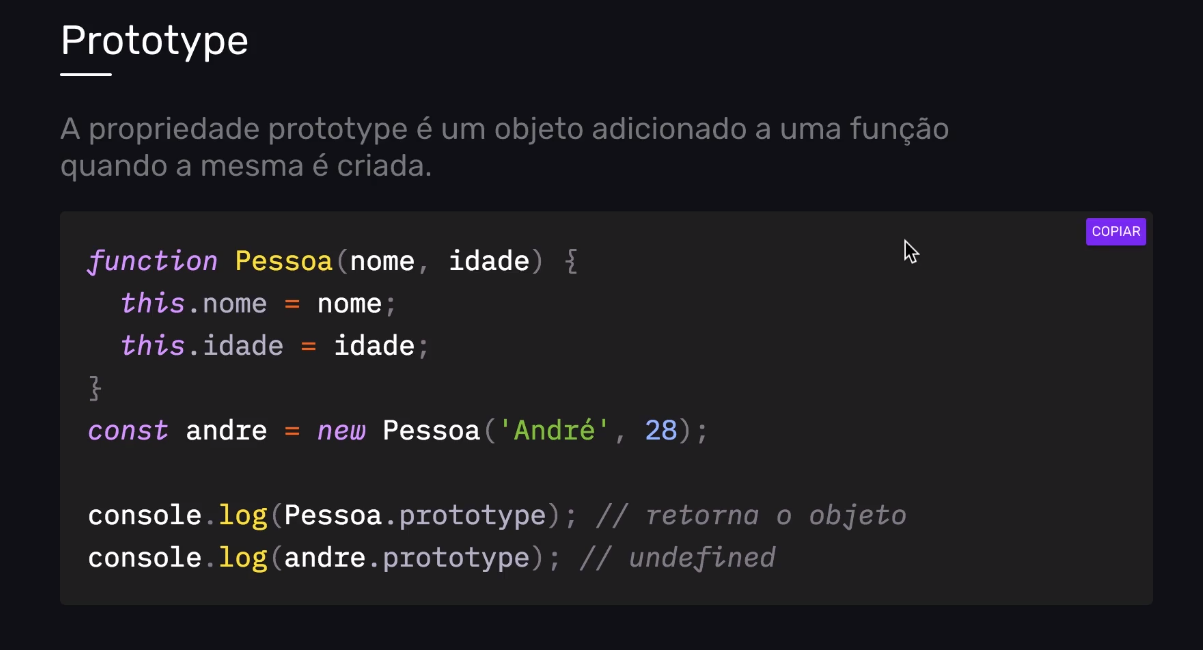 Prototype
A propriedade prototype é um objeto adicionado a uma função
quando a mesma é criada.
COPIAR
function Pessoa(nome, idade) {
  this.nome = nome;
  this.idade = idade;
}
const andre = new Pessoa('André', 28);
console.log(Pessoa.prototype); // retorna o objeto
console.log(andre.prototype); // undefined